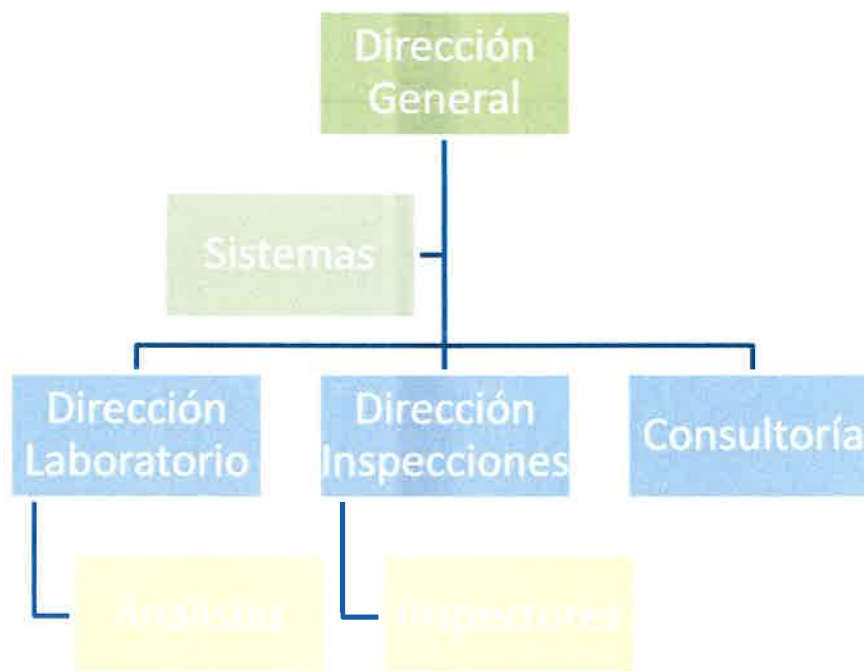 Dirección
General
Sistemas
Dirección
Laboratorio
Dirección
Inspecciones
Consultoría
Analistas
Inspectores